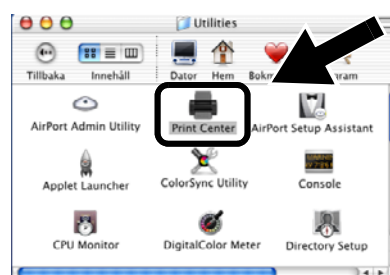 Utilities
Tillbaka Innehåll Dator Hem
AirPort Admin Utility Print Center AirPort Setup Assistant
Applet Launcher ColorSync Utility Console
CPU Monitor DigitalColor Meter Directory Setup